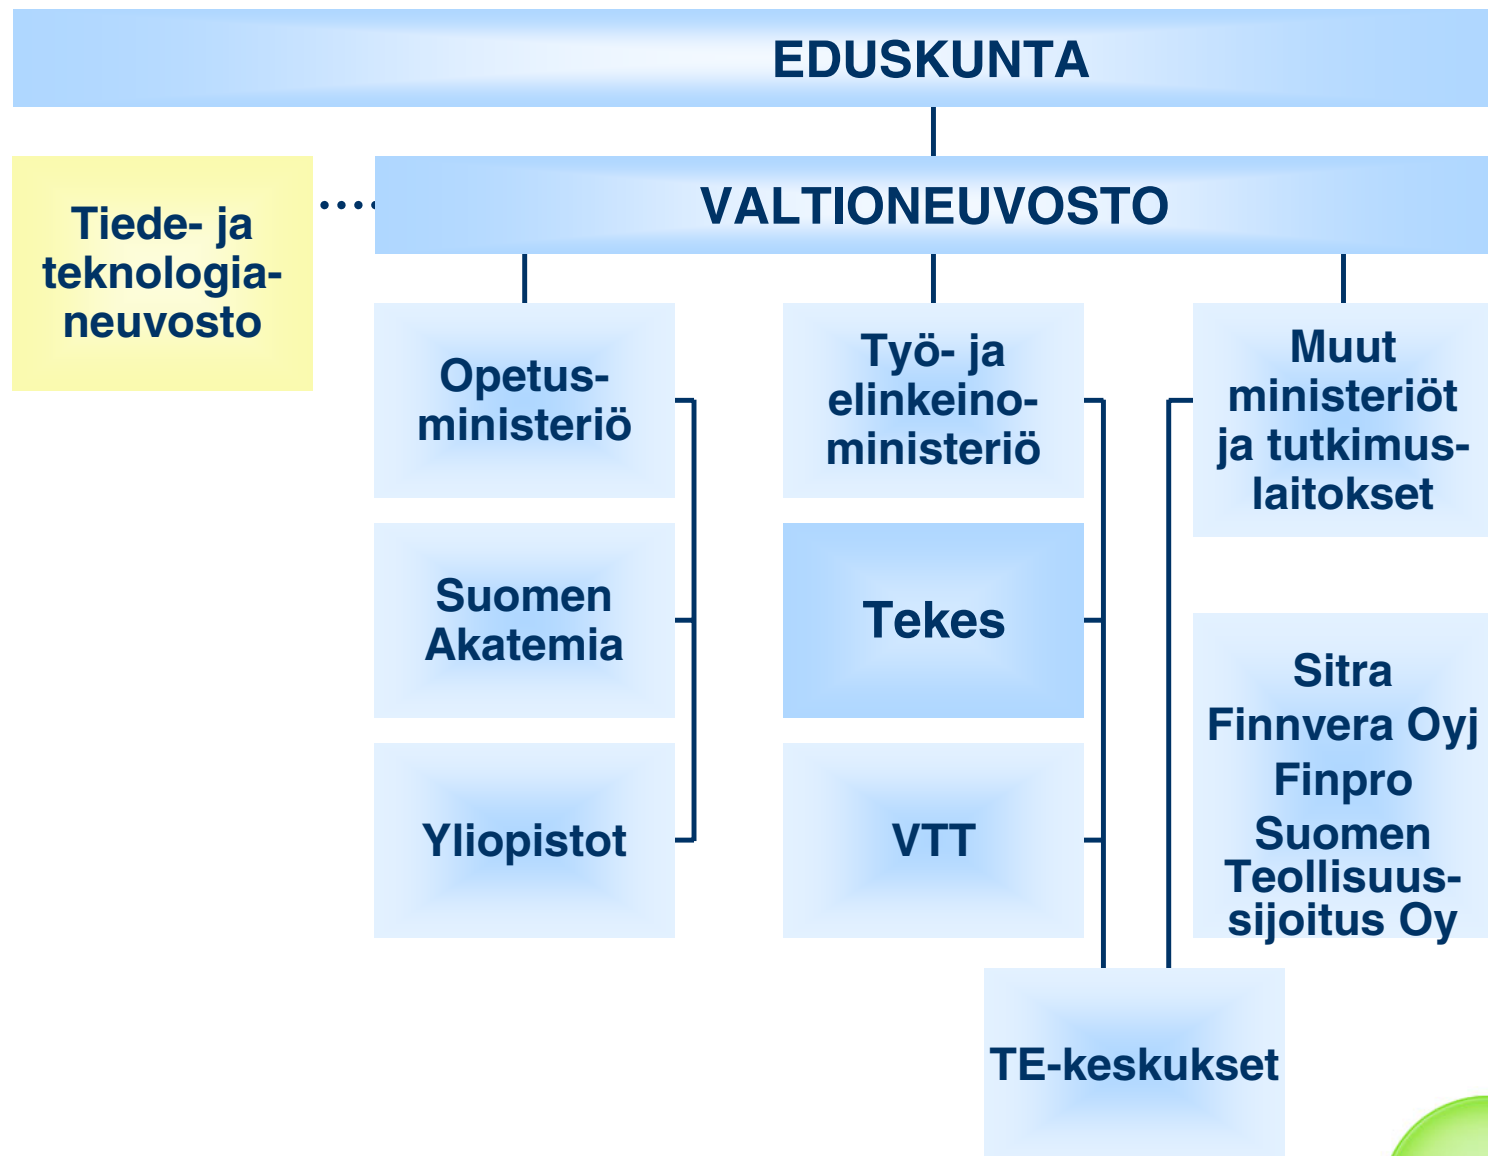 EDUSKUNTA
Tiede- ja
teknologia-
neuvosto
VALTIONEUVOSTO
Opetus-
ministeriö
Suomen
Akatemia
Yliopistot
Työ- ja
elinkeino-
ministeriö
Tekes
VTT
Muut
ministeriöt
ja tutkimus-
laitokset
Sitra
Finnvera Oyj
Finpro
Suomen
Teollisuus-
sijoitus Oy
TE-keskukset